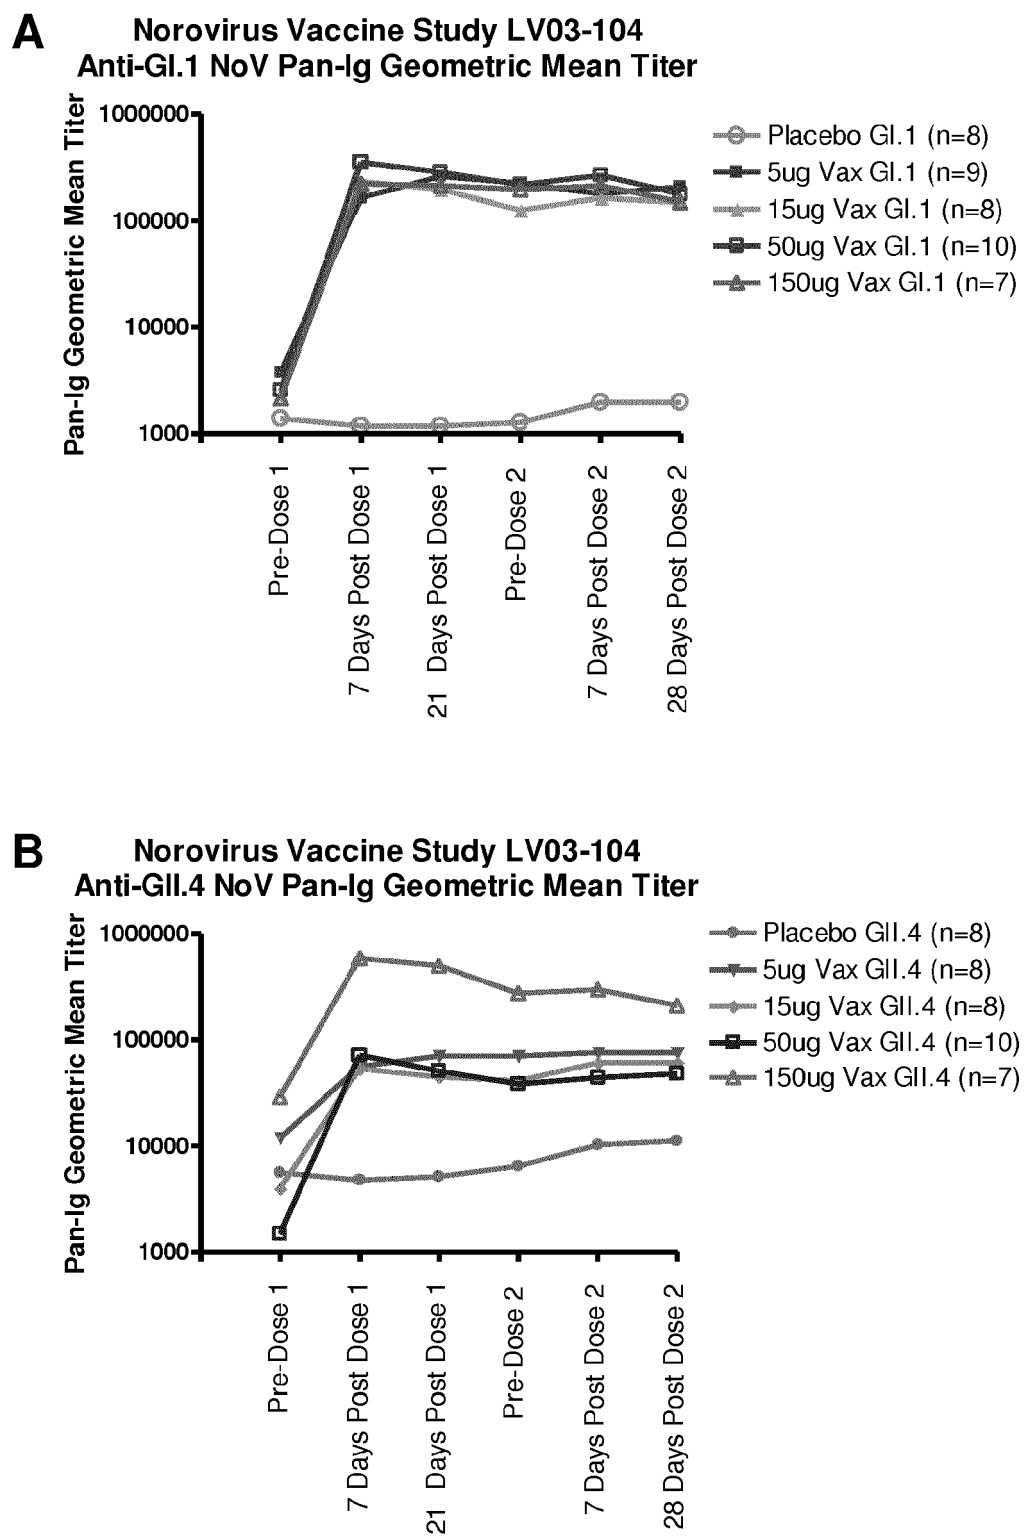 A
Norovirus Vaccine Study LV03-104
Anti-GI.1 NoV Pan-Ig Geometric Mean Titer
Pan-Ig Geometric Mean Titer
1000000
100000
10000
1000
Placebo GI.1 (n=8)
5ug Vax GI.1 (n=9)
15ug Vax GI.1 (n=8)
50ug Vax GI.1 (n=10)
150ug Vax GI.1 (n=7)
Pre-Dose 1
7 Days Post Dose 1
21 Days Post Dose 1
Pre-Dose 2
7 Days Post Dose 2
28 Days Post Dose 2
B
Norovirus Vaccine Study LV03-104
Anti-GII.4 NoV Pan-Ig Geometric Mean Titer
Pan-Ig Geometric Mean Titer
1000000
100000
10000
1000
Placebo GII.4 (n=8)
5ug Vax GII.4 (n=8)
15ug Vax GII.4 (n=8)
50ug Vax GII.4 (n=10)
150ug Vax GII.4 (n=7)
Pre-Dose 1
7 Days Post Dose 1
21 Days Post Dose 1
Pre-Dose 2
7 Days Post Dose 2
28 Days Post Dose 2